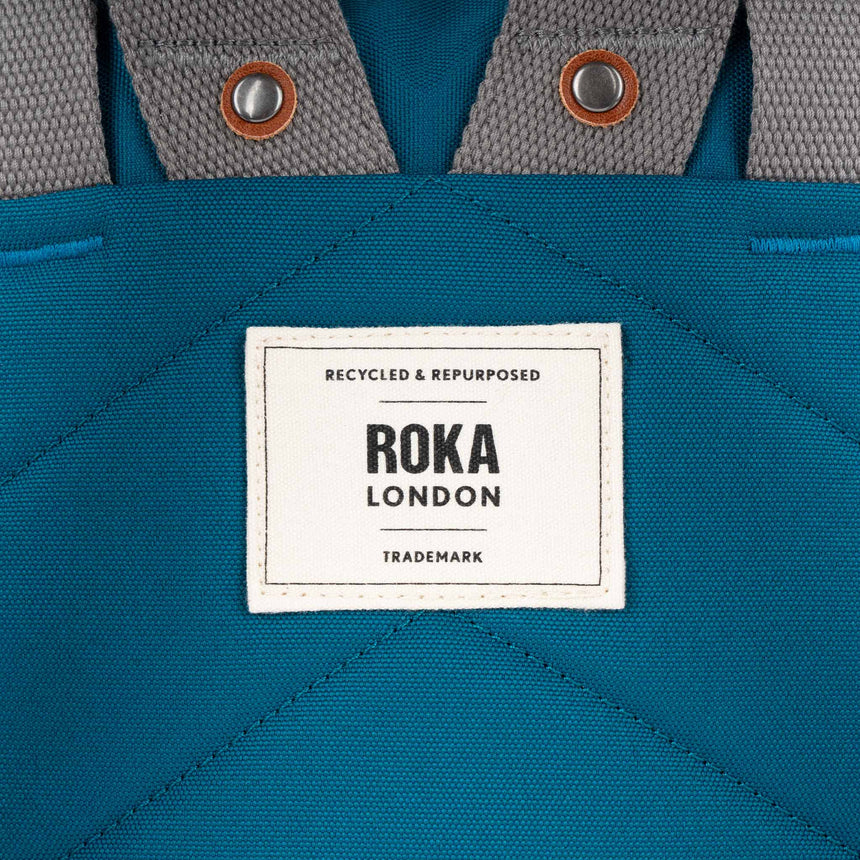 RECYCLED & REPURPOSED
ROKA
LONDON
TRADEMARK